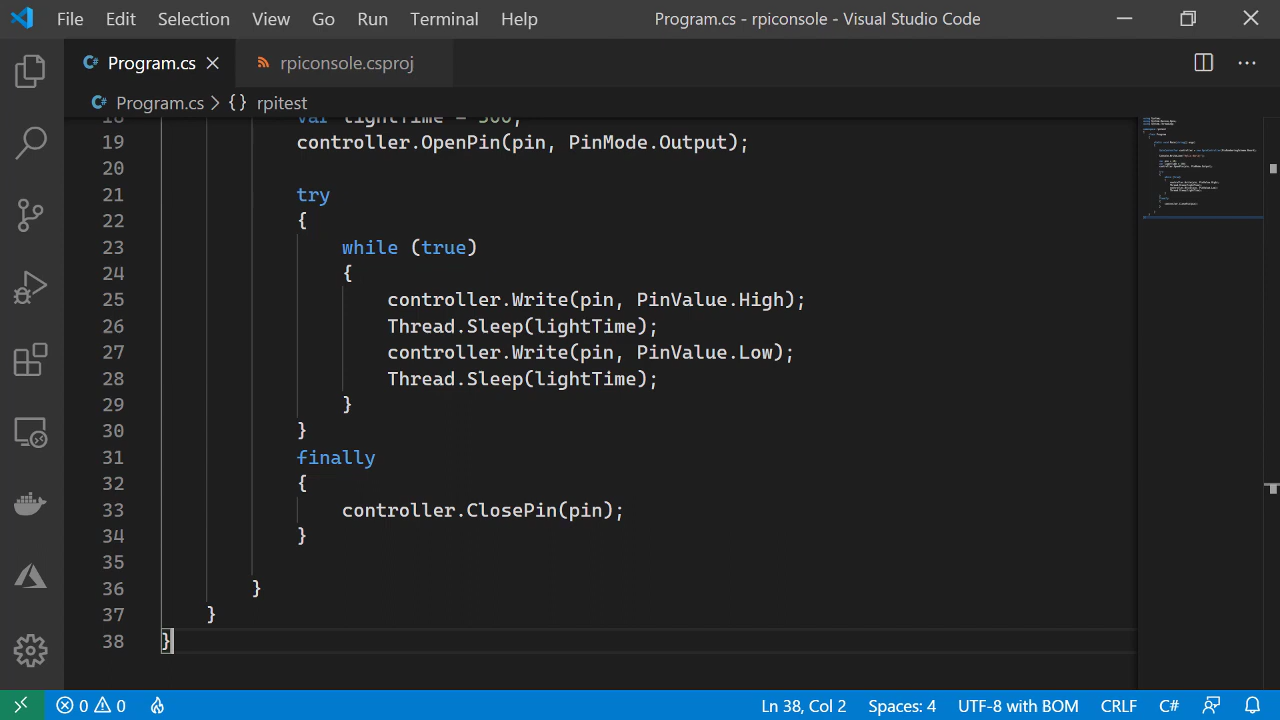 File Edit Selection View Go Run Terminal Help Program.cs - rpiconsole - Visual Studio Code
C# Program.cs rpiconsole.csproj
C# Program.cs > {} rpitest
18 var lightTime = 500;
19 controller.OpenPin(pin, PinMode.Output);
20
21 try
22 {
23 while (true)
24 {
25 controller.Write(pin, PinValue.High);
26 Thread.Sleep(lightTime);
27 controller.Write(pin, PinValue.Low);
28 Thread.Sleep(lightTime);
29 }
30 }
31 finally
32 {
33 controller.ClosePin(pin);
34 }
35
36 }
37 }
38 }
0 0 Ln 38, Col 2 Spaces: 4 UTF-8 with BOM CRLF C#